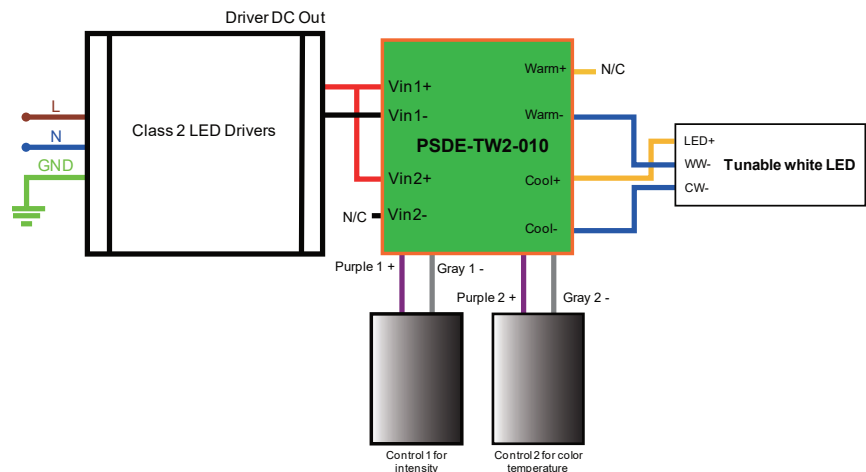 Driver DC Out
L
N
GND
Class 2 LED Drivers
Vin1+
Vin1-
PSDE-TW2-010
Vin2+
N/C
Vin2-
Warm+
N/C
Warm-
Cool+
Cool-
LED+
WW-
CW-
Tunable white LED
Purple 1 +
Gray 1 -
Purple 2 +
Gray 2 -
Control 1 for
intensity
Control 2 for color
temperature